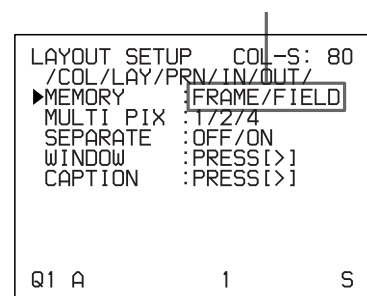 LAYOUT SETUP COL-S: 80
/COL/LAY/PRN/IN/OUT/
▶MEMORY :FRAME/FIELD
MULTI PIX :1/2/4
SEPARATE :OFF/ON
WINDOW :PRESS[>]
CAPTION :PRESS[>]
Q1 A 1 S